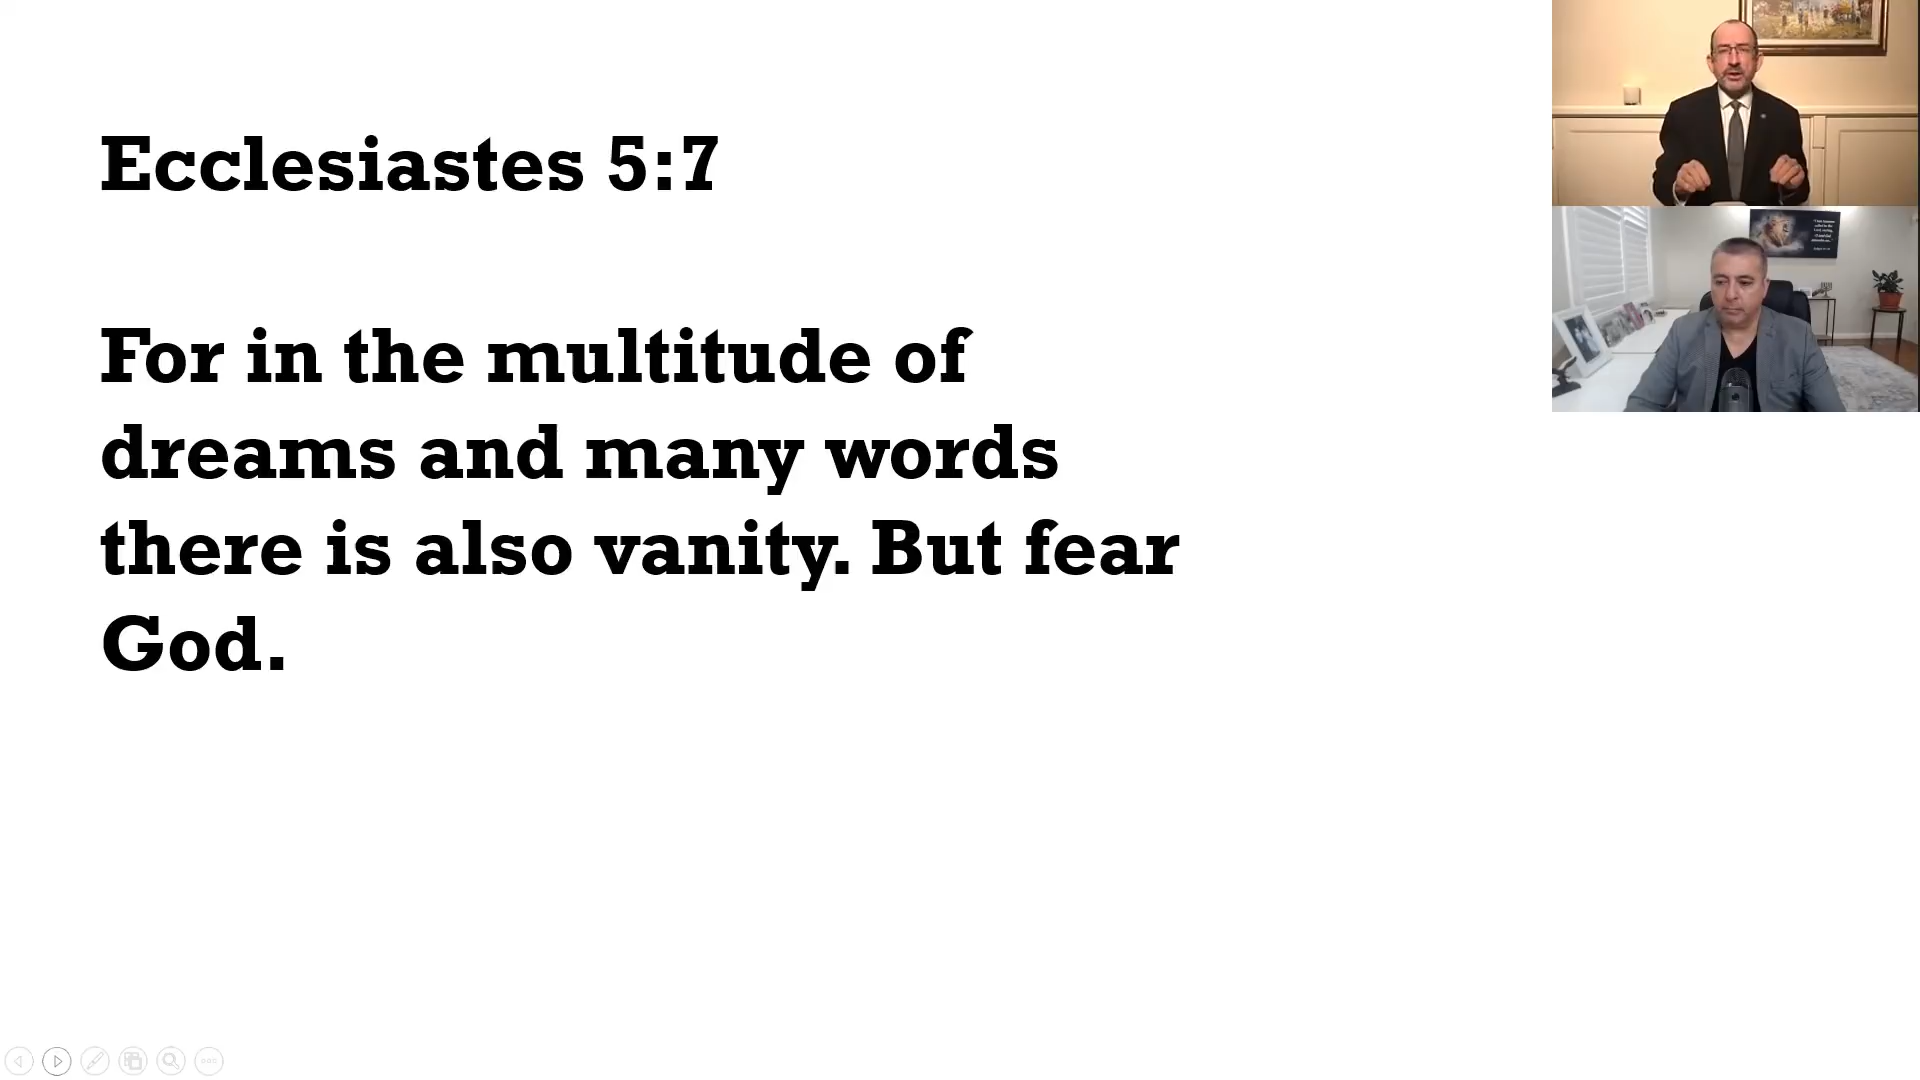 Ecclesiastes 5:7
For in the multitude of
dreams and many words
there is also vanity. But fear
God.